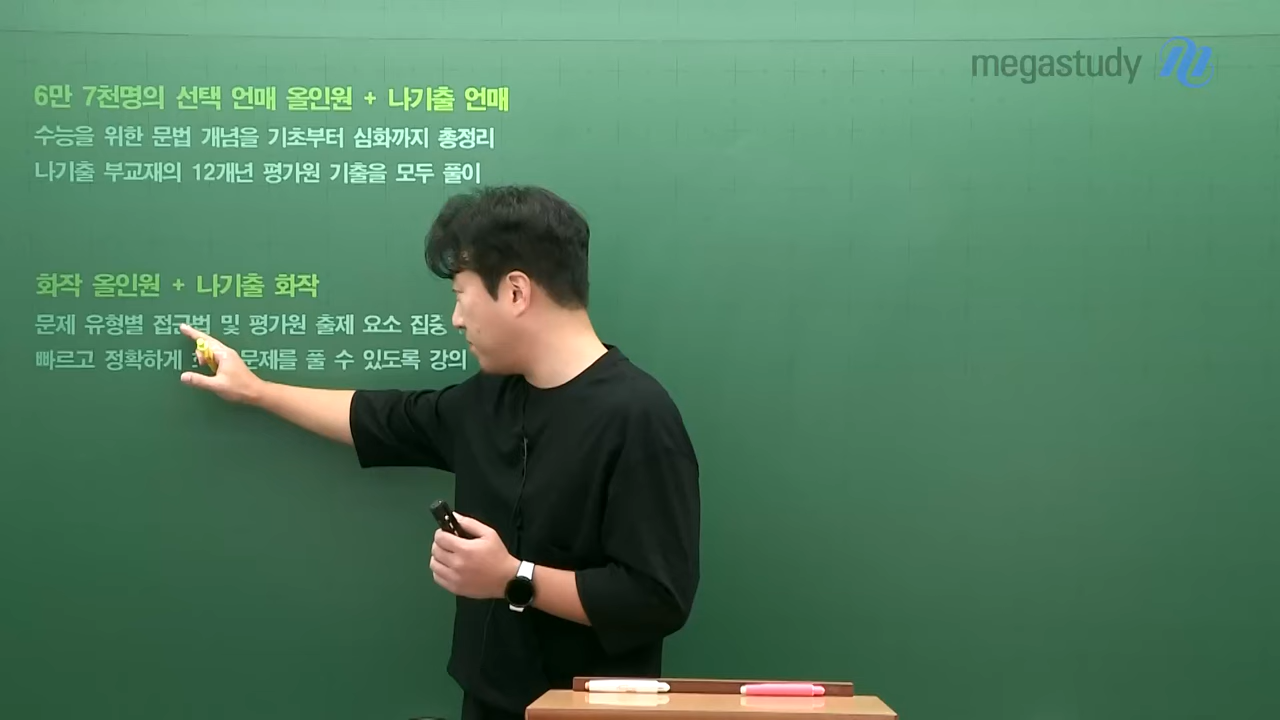 megastudy
6만 7천명의 선택 언매 올인원 + 나기출 언매
수능을 위한 문법 개념을 기초부터 심화까지 총정리
나기출 부교재의 12개년 평가원 기출을 모두 풀이
화작 올인원 + 나기출 화작
문제 유형별 접근법 및 평가원 출제 요소 집중
빠르고 정확하게 문제를 풀 수 있도록 강의